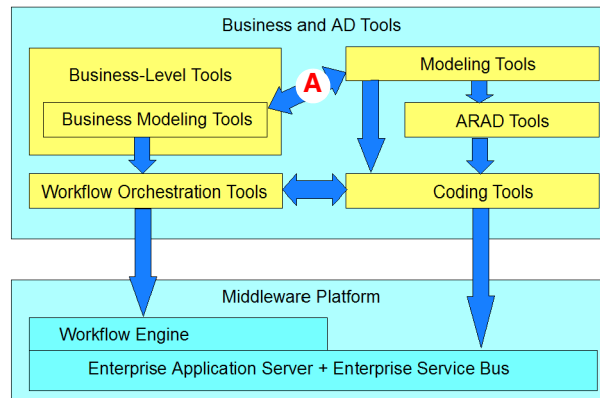 Business and AD Tools
Business-Level Tools
Business Modeling Tools
A
Modeling Tools
ARAD Tools
Workflow Orchestration Tools
Coding Tools
Middleware Platform
Workflow Engine
Enterprise Application Server + Enterprise Service Bus